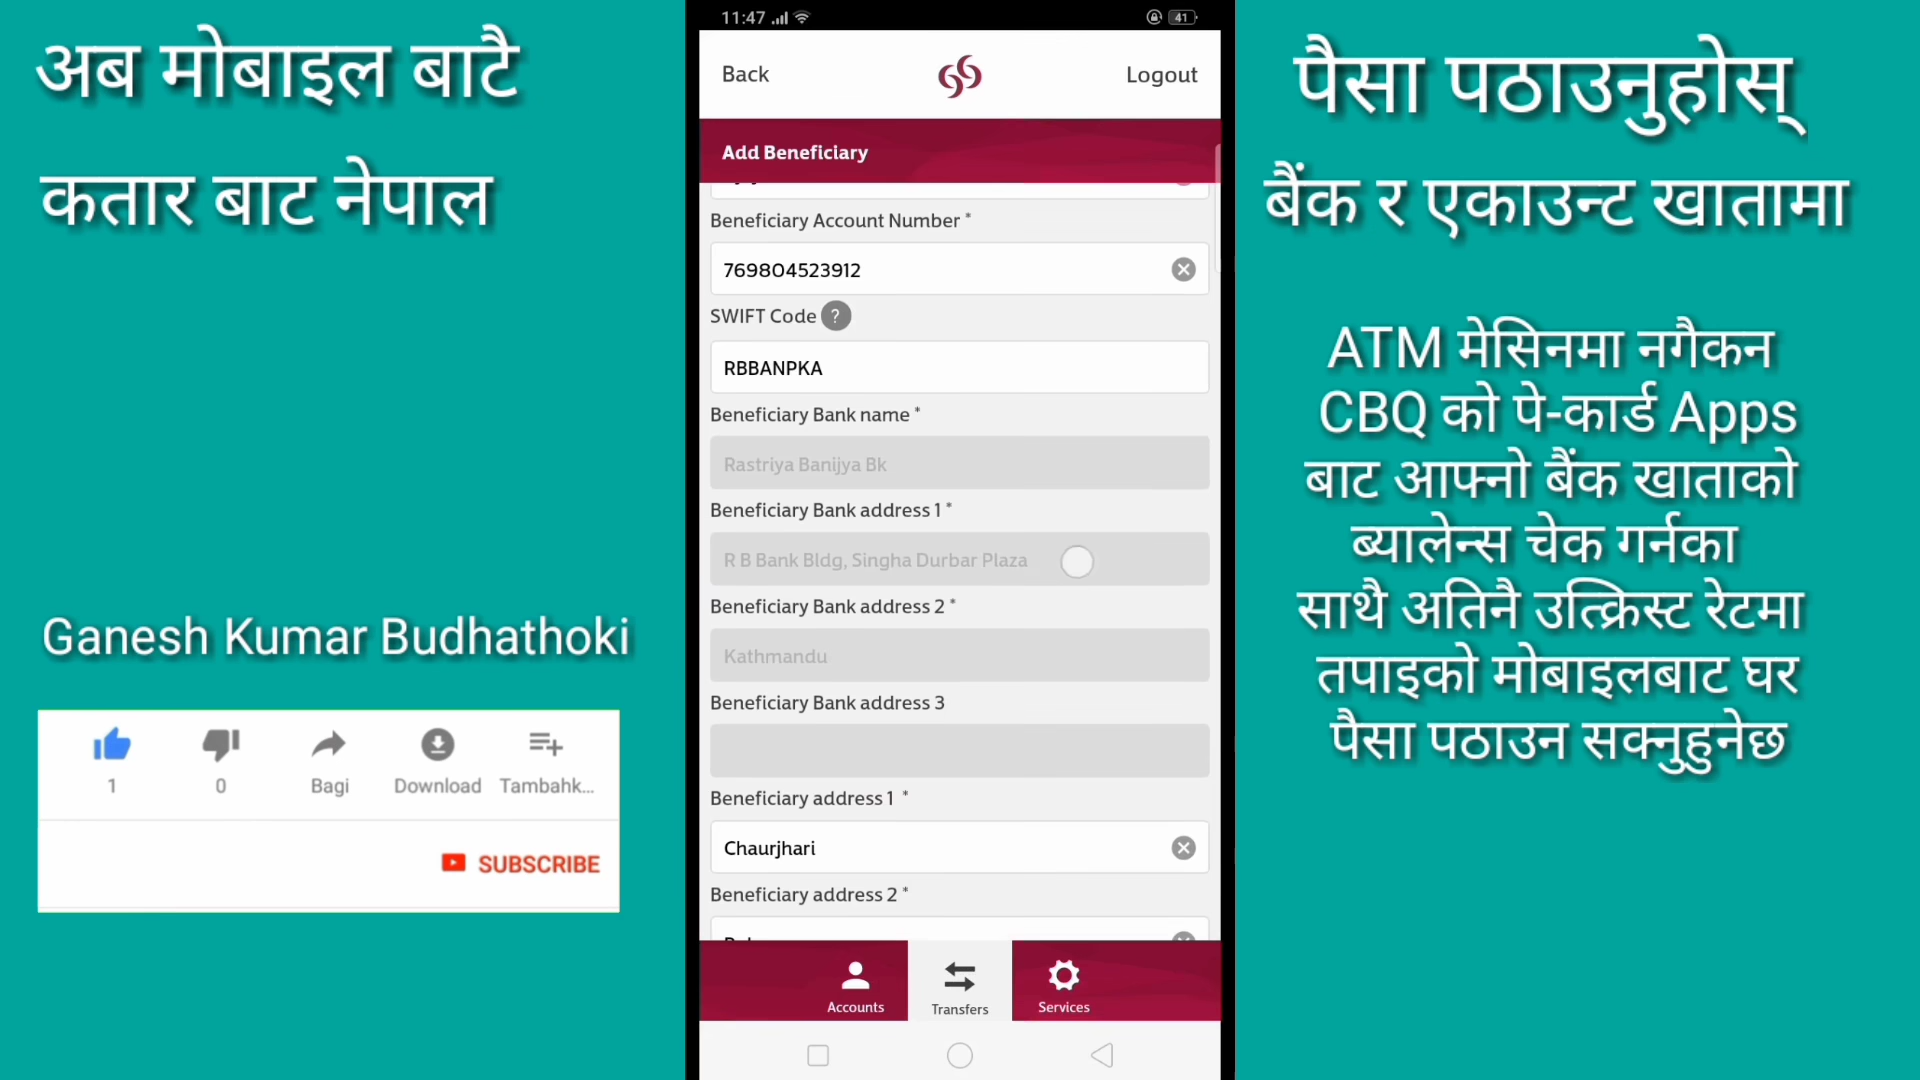 अब मोबाइल बाटै
कतार बाट नेपाल
Ganesh Kumar Budhathoki
1
0
Bagi
Download
Tambahk...
SUBSCRIBE
11:47
41
Back
Logout
Add Beneficiary
Beneficiary Account Number *
769804523912
SWIFT Code ?
RBBANPKA
Beneficiary Bank name *
Rastriya Banijya Bk
Beneficiary Bank address 1 *
R B Bank Bldg, Singha Durbar Plaza
Beneficiary Bank address 2 *
Kathmandu
Beneficiary Bank address 3
Beneficiary address 1 *
Chaurjhari
Beneficiary address 2 *
Accounts
Transfers
Services
पैसा पठाउनुहोस्
बैंक र एकाउन्ट खातामा
ATM मेसिनमा नगैकन
CBQ को पे-कार्ड Apps
बाट आफ्नो बैंक खाताको
ब्यालेन्स चेक गर्नका
साथै अतिनै उत्क्रिस्ट रेटमा
तपाइको मोबाइलबाट घर
पैसा पठाउन सक्नुहुनेछ